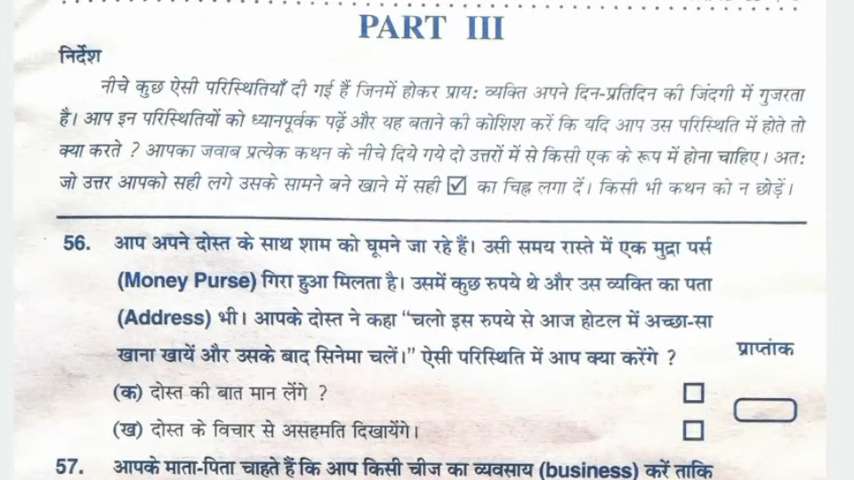 PART III
निर्देश
नीचे कुछ ऐसी परिस्थितियाँ दी गई हैं जिनमें होकर प्राय: व्यक्ति अपने दिन-प्रतिदिन की जिंदगी में गुजरता
है। आप इन परिस्थितियों को ध्यानपूर्वक पढ़ें और यह बताने की कोशिश करें कि यदि आप उस परिस्थिति में होते तो
क्या करते ? आपका जवाब प्रत्येक कथन के नीचे दिये गये दो उत्तरों में से किसी एक के रूप में होना चाहिए। अत:
जो उत्तर आपको सही लगे उसके सामने बने खाने में सही ☑ का चिह्न लगा दें। किसी भी कथन को न छोड़ें।
56. आप अपने दोस्त के साथ शाम को घूमने जा रहे हैं। उसी समय रास्ते में एक मुद्रा पर्स
(Money Purse) गिरा हुआ मिलता है। उसमें कुछ रुपये थे और उस व्यक्ति का पता
(Address) भी। आपके दोस्त ने कहा “चलो इस रुपये से आज होटल में अच्छा-सा
खाना खायें और उसके बाद सिनेमा चलें।” ऐसी परिस्थिति में आप क्या करेंगे ?
प्राप्तांक
(क) दोस्त की बात मान लेंगे ?
(ख) दोस्त के विचार से असहमति दिखायेंगे।
57. आपके माता-पिता चाहते हैं कि आप किसी चीज का व्यवसाय (business) करें ताकि